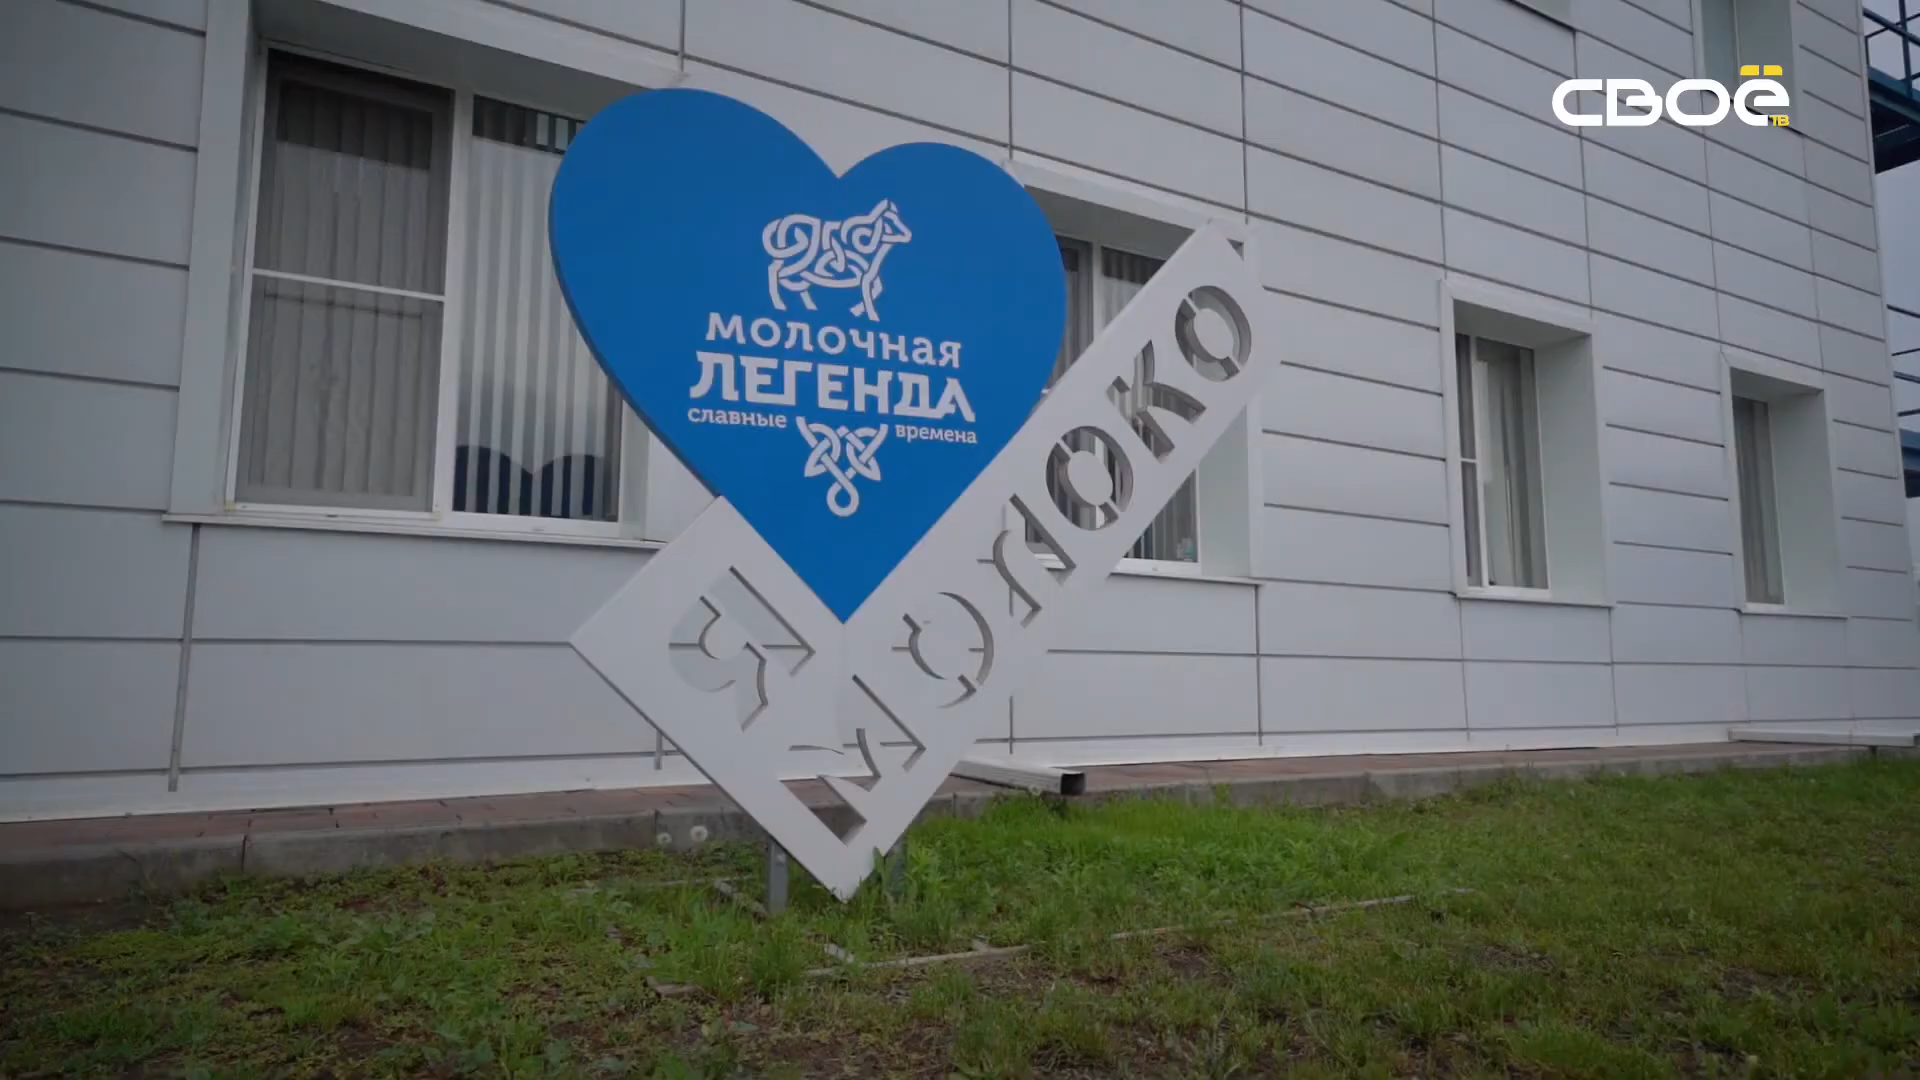 СВОЁ
ТВ
МОЛОЧНАЯ
ЛЕГЕНДА
славные времена
Я
МОЛОКО